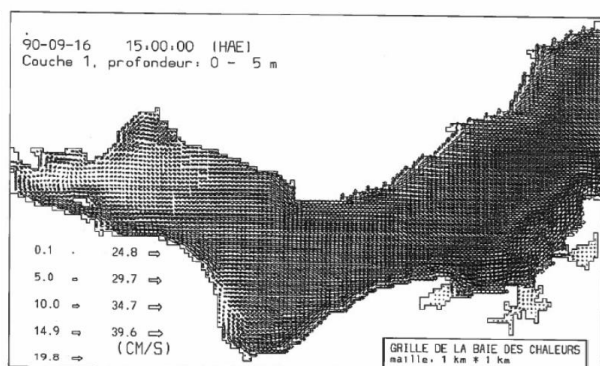 90-09-16 15:00:00 (HAE)
Couche 1, profondeur: 0 - 5 m
0.1 24.8
5.0 29.7
10.0 34.7
14.9 39.6
19.8 (CM/S)
GRILLE DE LA BAIE DES CHALEURS
maille: 1 km * 1 km